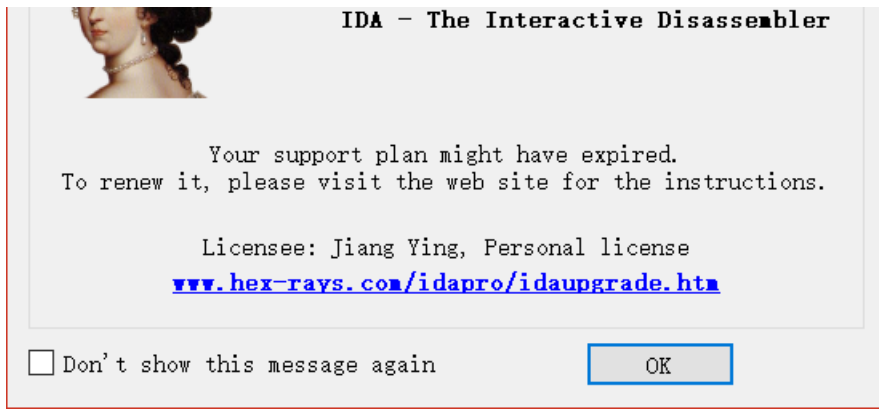 IDA - The Interactive Disassembler
Your support plan might have expired.
To renew it, please visit the web site for the instructions.
Licensee: Jiang Ying, Personal license
www.hex-rays.com/idapro/idaupgrade.htm
Don't show this message again
OK